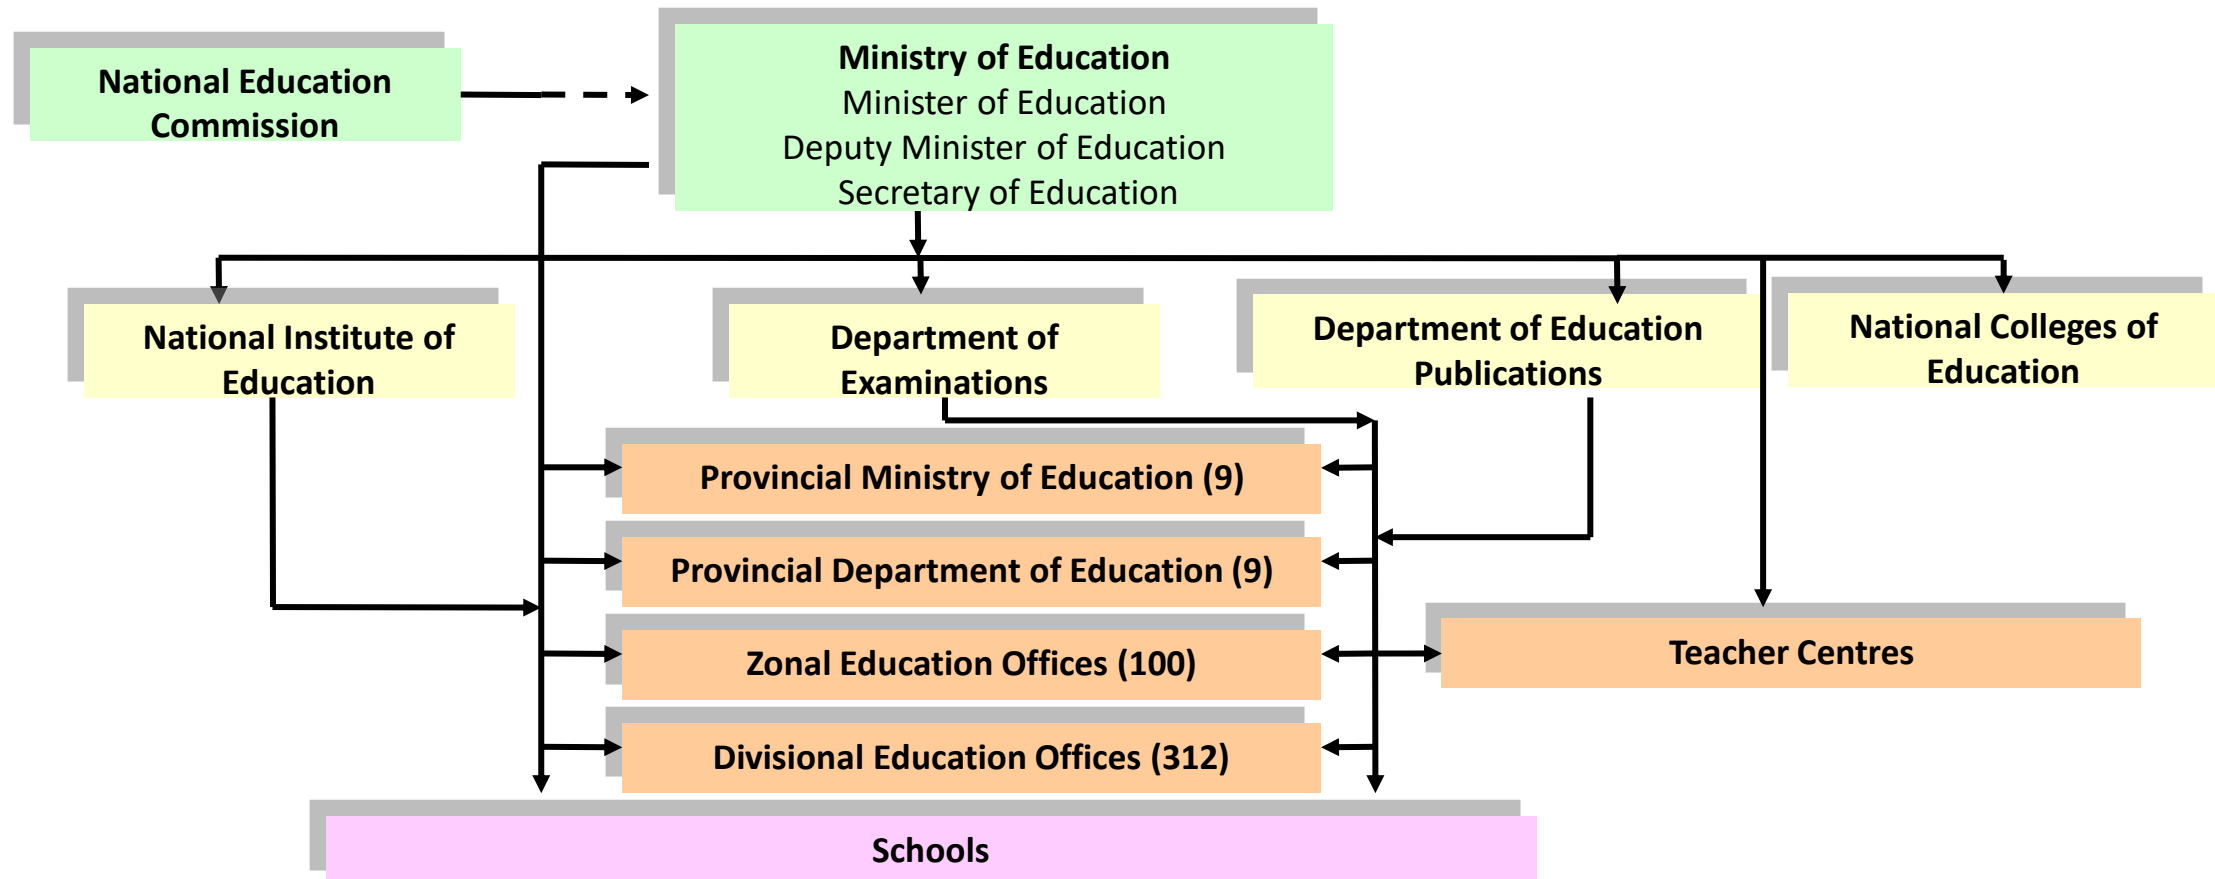 National Education
Commission
Ministry of Education
Minister of Education
Deputy Minister of Education
Secretary of Education
National Institute of
Education
Department of
Examinations
Department of Education
Publications
National Colleges of
Education
Provincial Ministry of Education (9)
Provincial Department of Education (9)
Zonal Education Offices (100)
Teacher Centres
Divisional Education Offices (312)
Schools